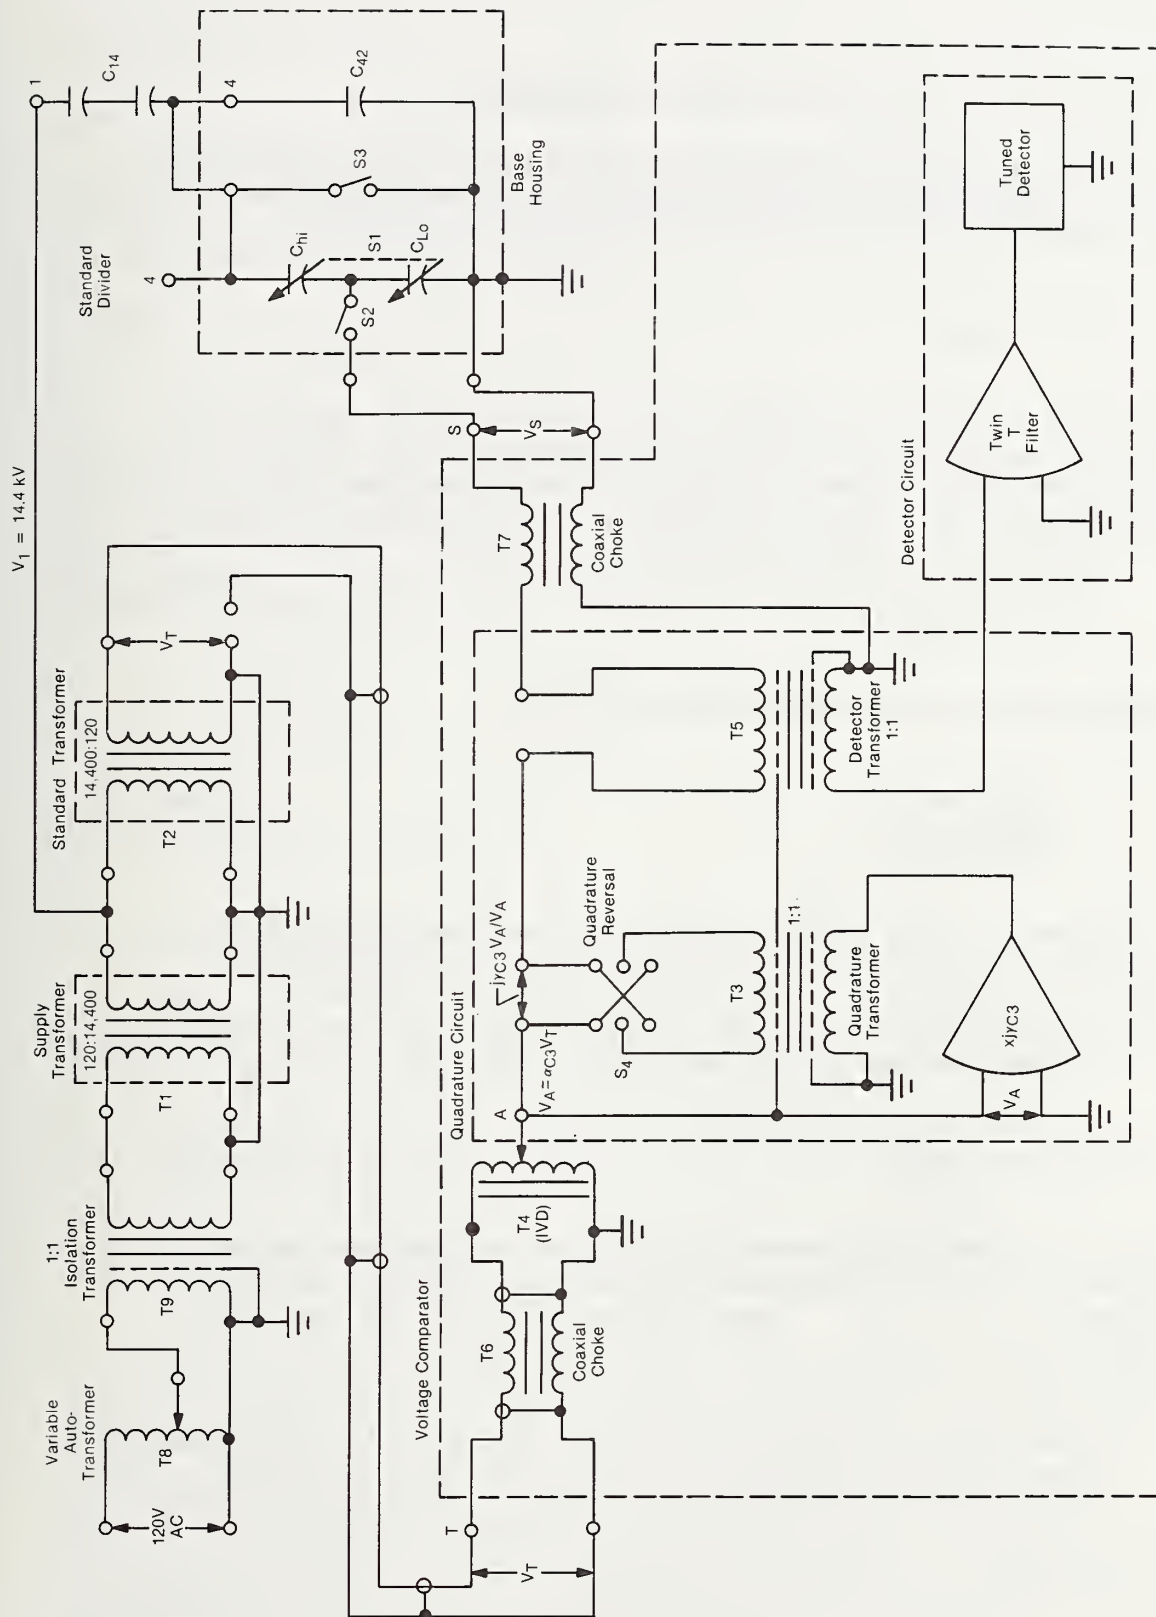 V1 = 14.4 kV
1
C14
4
C42
S3
Base
Housing
Standard
Divider
4
Chi
S1
CLo
S2
Standard Transformer
14,400:120
T2
VT
Supply
Transformer
120:14,400
T1
1:1
Isolation
Transformer
T9
Variable
Auto-
Transformer
T8
120V
AC
S
VS
T7
Coaxial
Choke
Detector Circuit
Twin
T
Filter
Tuned
Detector
Quadrature Circuit
T5
Detector
Transformer
1:1
jγC3 VA/VA
Quadrature
Reversal
A
VA = αC3VT
S4
T3
1:1
Quadrature
Transformer
xjγC3
VA
Voltage Comparator
T4
(IVD)
T6
Coaxial
Choke
T
VT